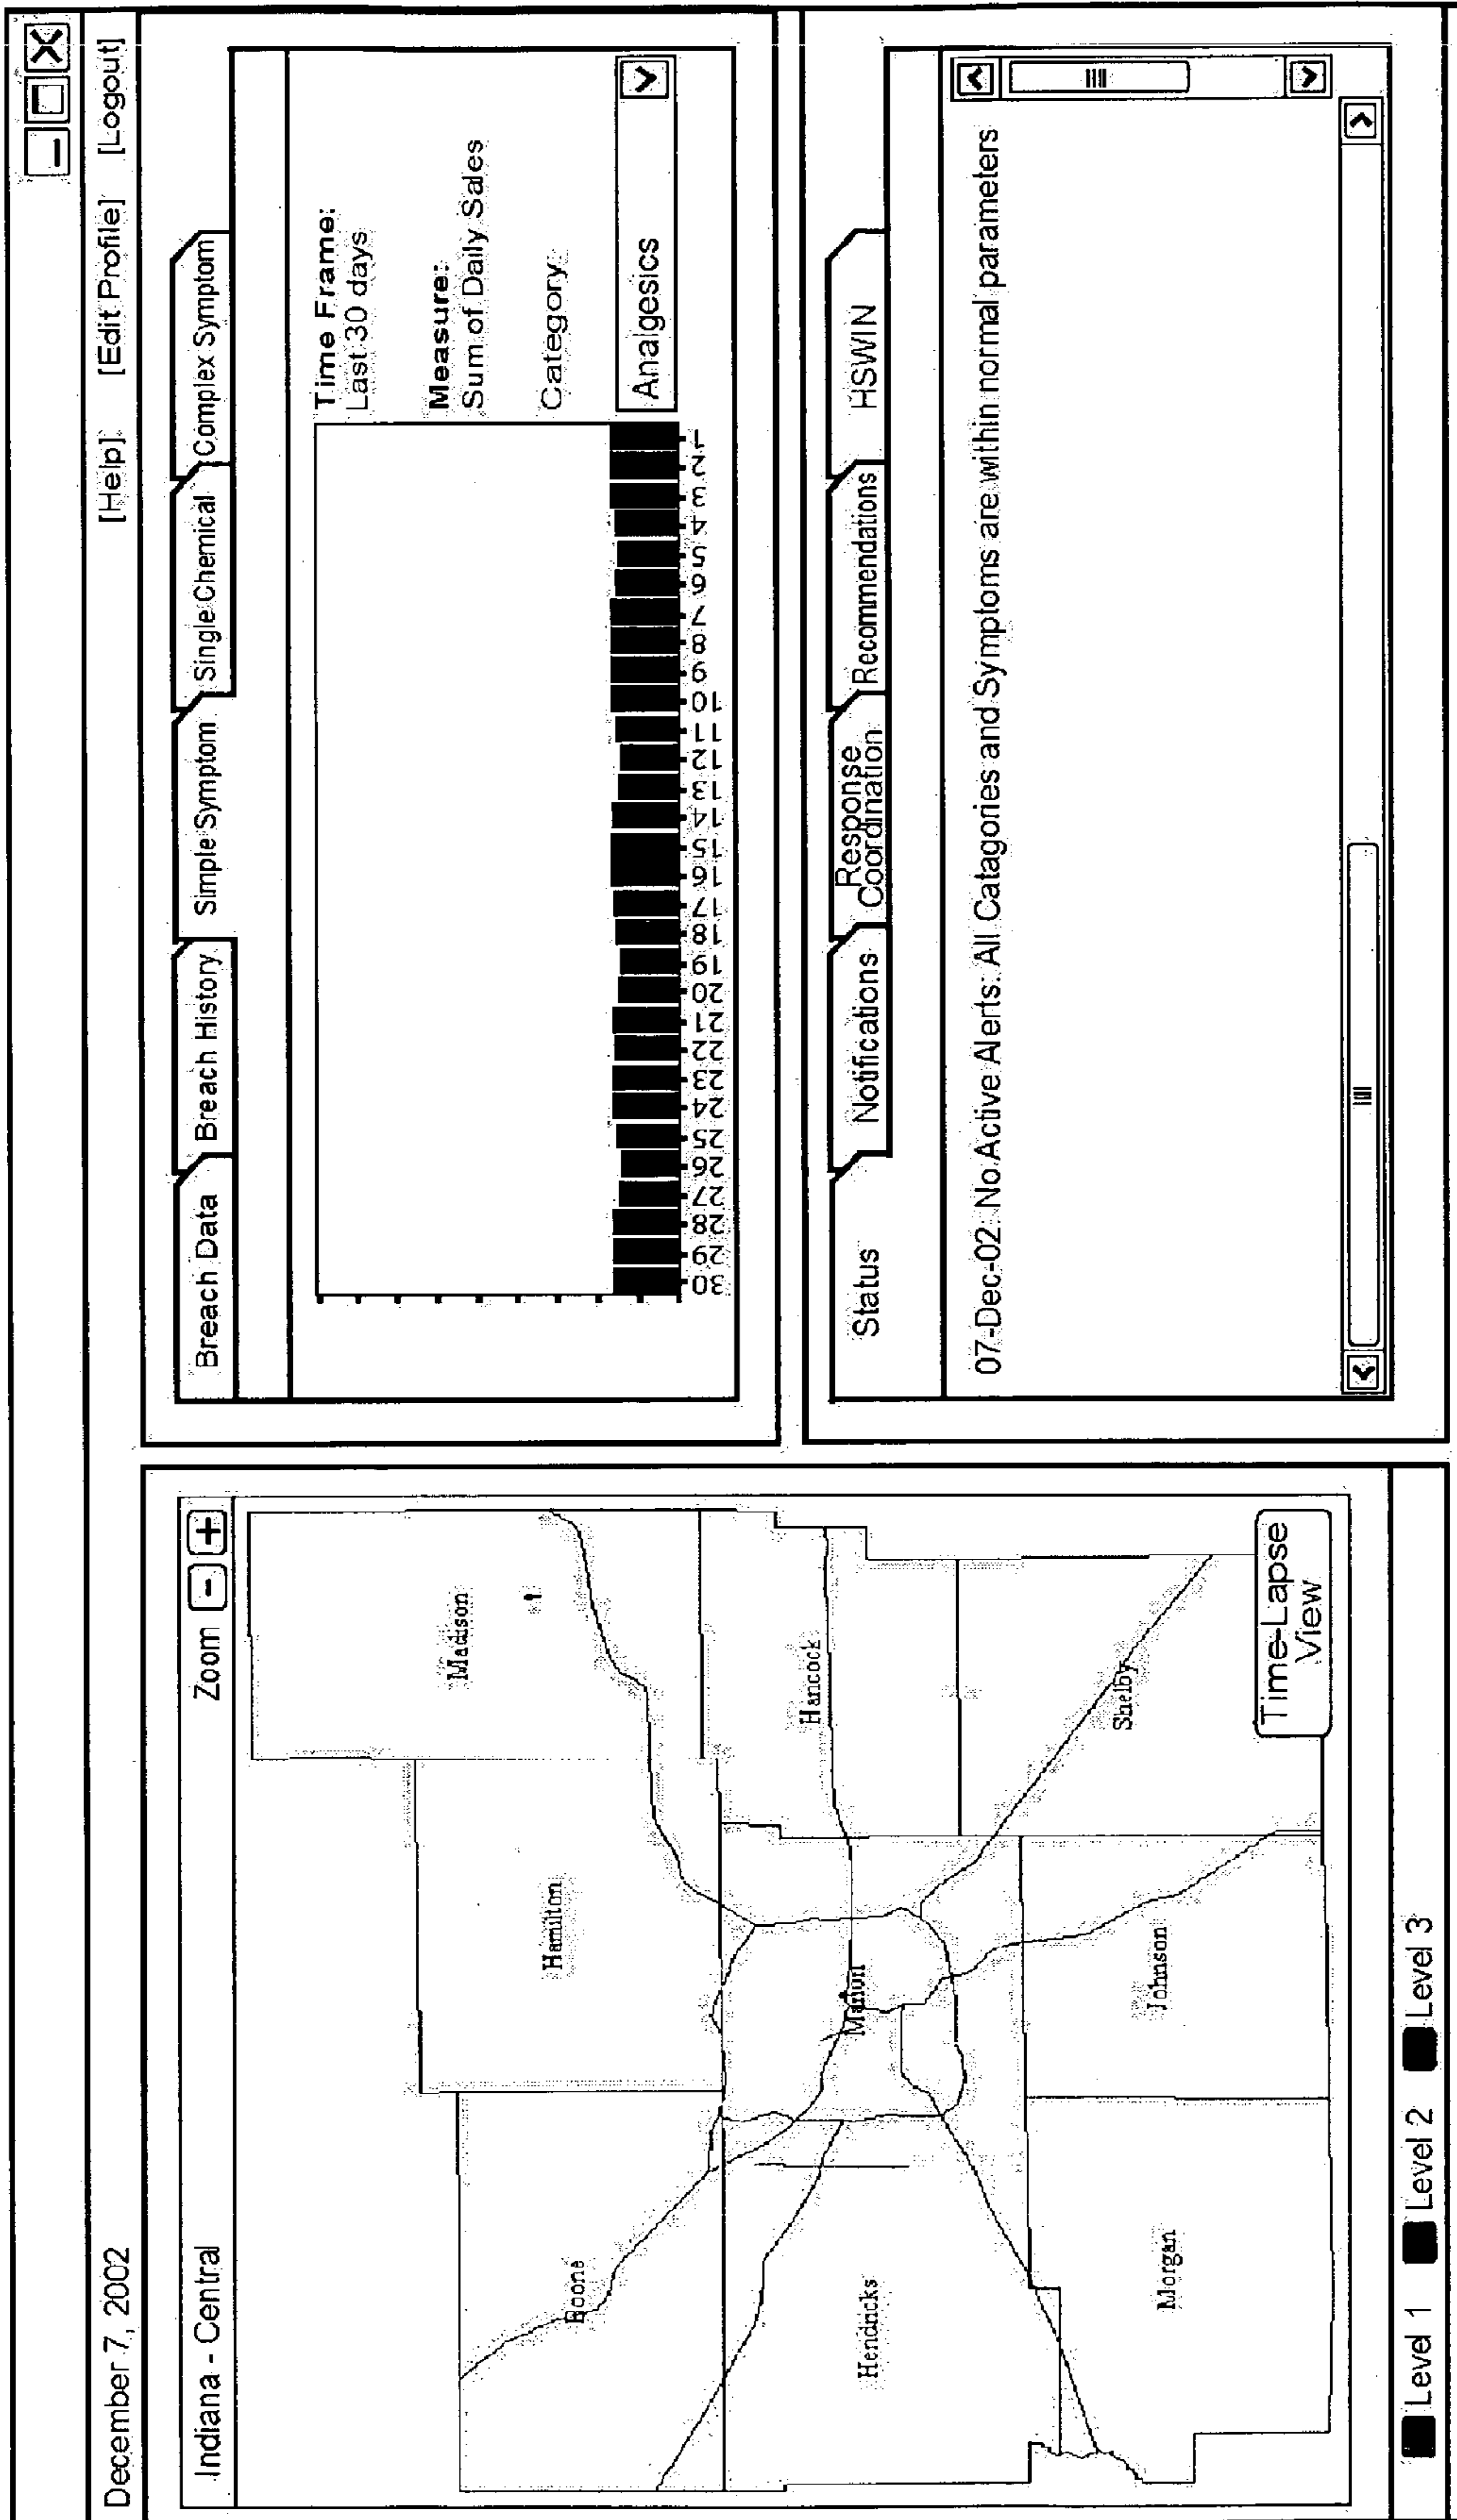 December 7, 2002
[Help] [Edit Profile] [Logout]
Indiana - Central
Zoom - +
Madison
Hamilton
Boone
Hancock
Marion
Hendricks
Shelby
Johnson
Morgan
Time-Lapse
View
Level 1 Level 2 Level 3
Breach Data Breach History Simple Symptom Single Chemical Complex Symptom
Time Frame:
Last 30 days
Measure:
Sum of Daily Sales
Category:
Analgesics
30 29 28 27 26 25 24 23 22 21 20 19 18 17 16 15 14 13 12 11 10 9 8 7 6 5 4 3 2 1
Status Notifications Response Coordination Recommendations HSWIN
07-Dec-02: No Active Alerts: All Catagories and Symptoms are within normal parameters